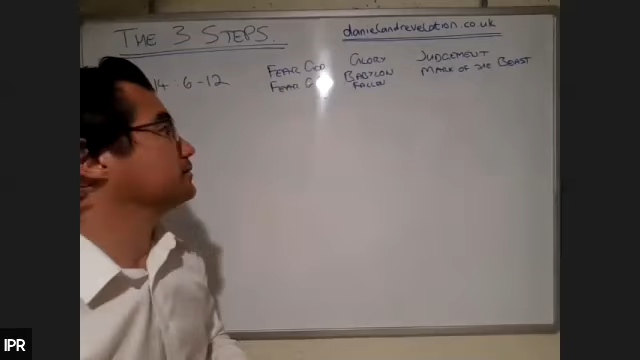 THE 3 STEPS.
danielandrevelation.co.uk
14 : 6 - 12
FEAR GOD GLORY JUDGEMENT
FEAR G BABYLON FALLEN MARK OF THE BEAST
IPR